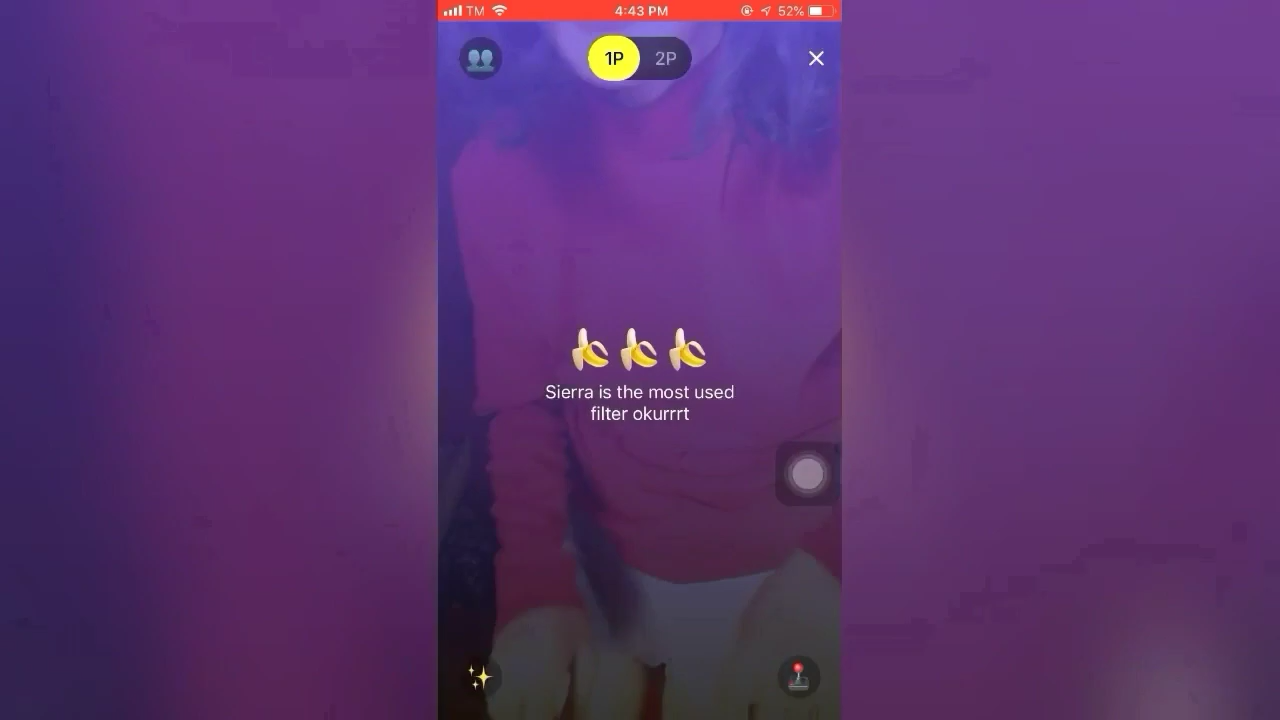 TM 4:43 PM 52%
1P 2P
Sierra is the most used
filter okurrrt